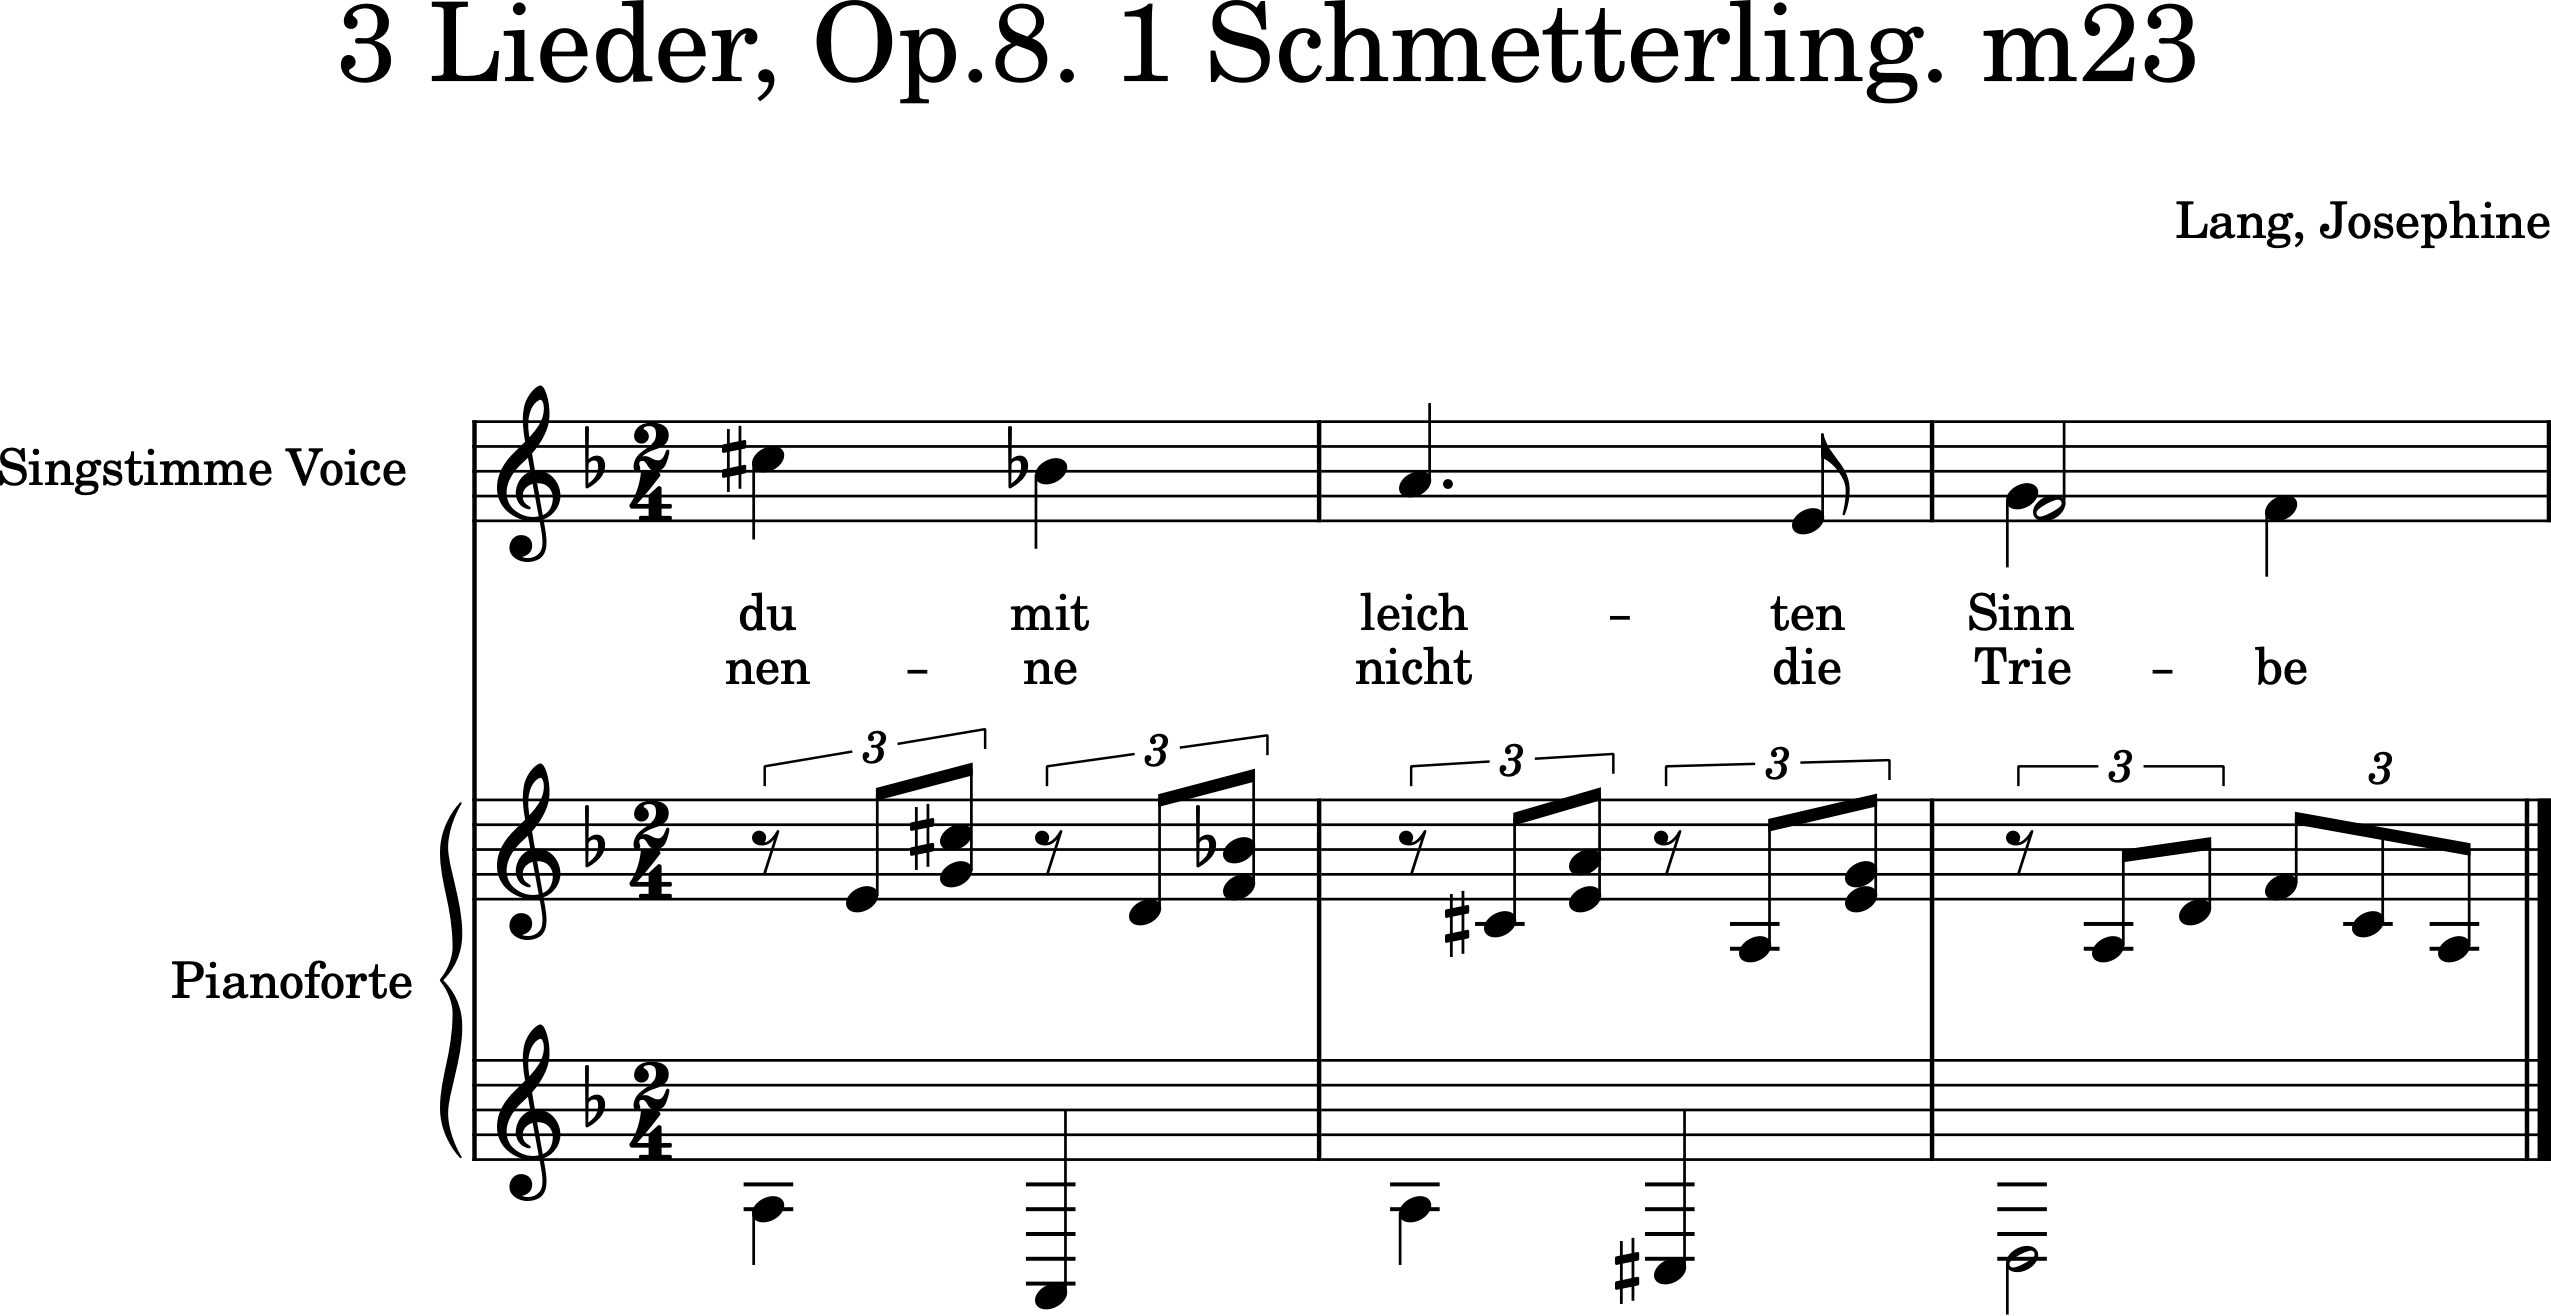 3 Lieder, Op.8. 1 Schmetterling. m23
Lang, Josephine
Singstimme Voice
du mit leich - ten Sinn
nen - ne nicht die Trie - be
3 3 3 3 3 3
Pianoforte